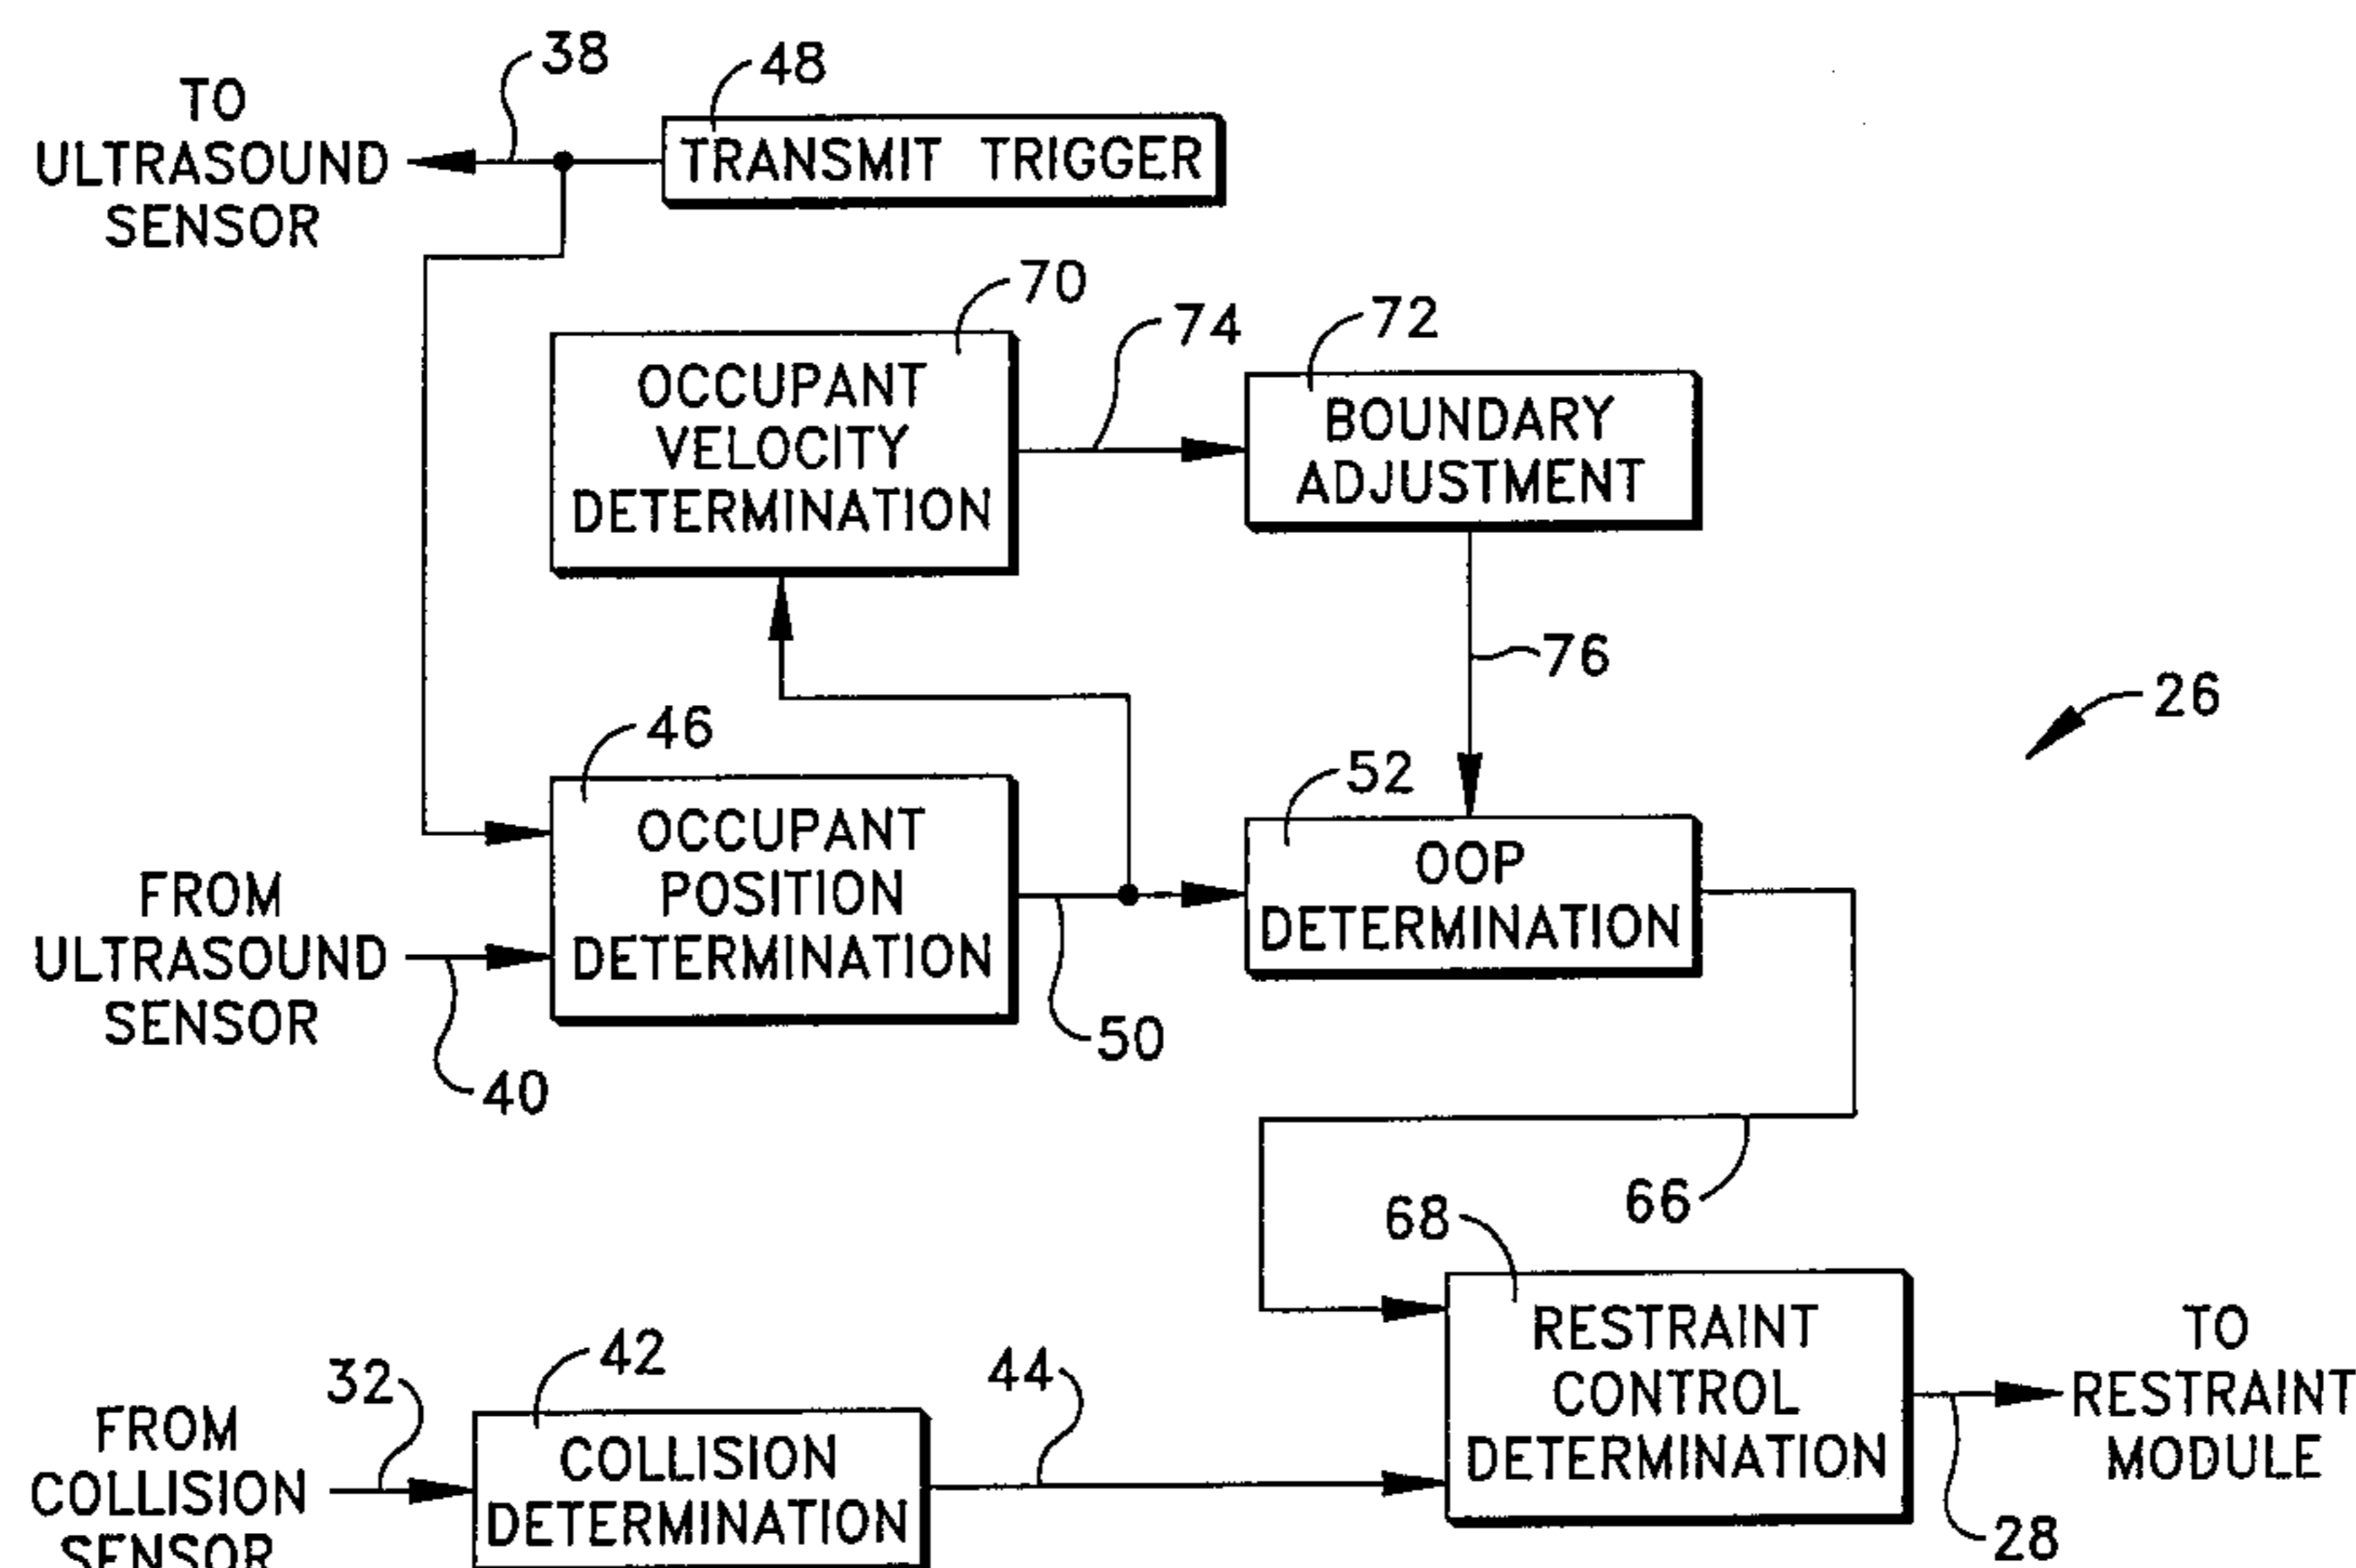 38
48
TO
ULTRASOUND
SENSOR
TRANSMIT TRIGGER
70
74
72
OCCUPANT
VELOCITY
DETERMINATION
BOUNDARY
ADJUSTMENT
76
26
46
52
OCCUPANT
POSITION
DETERMINATION
OOP
DETERMINATION
FROM
ULTRASOUND
SENSOR
40
50
66
68
RESTRAINT
CONTROL
DETERMINATION
TO
RESTRAINT
MODULE
28
32
42
44
FROM
COLLISION
SENSOR
COLLISION
DETERMINATION